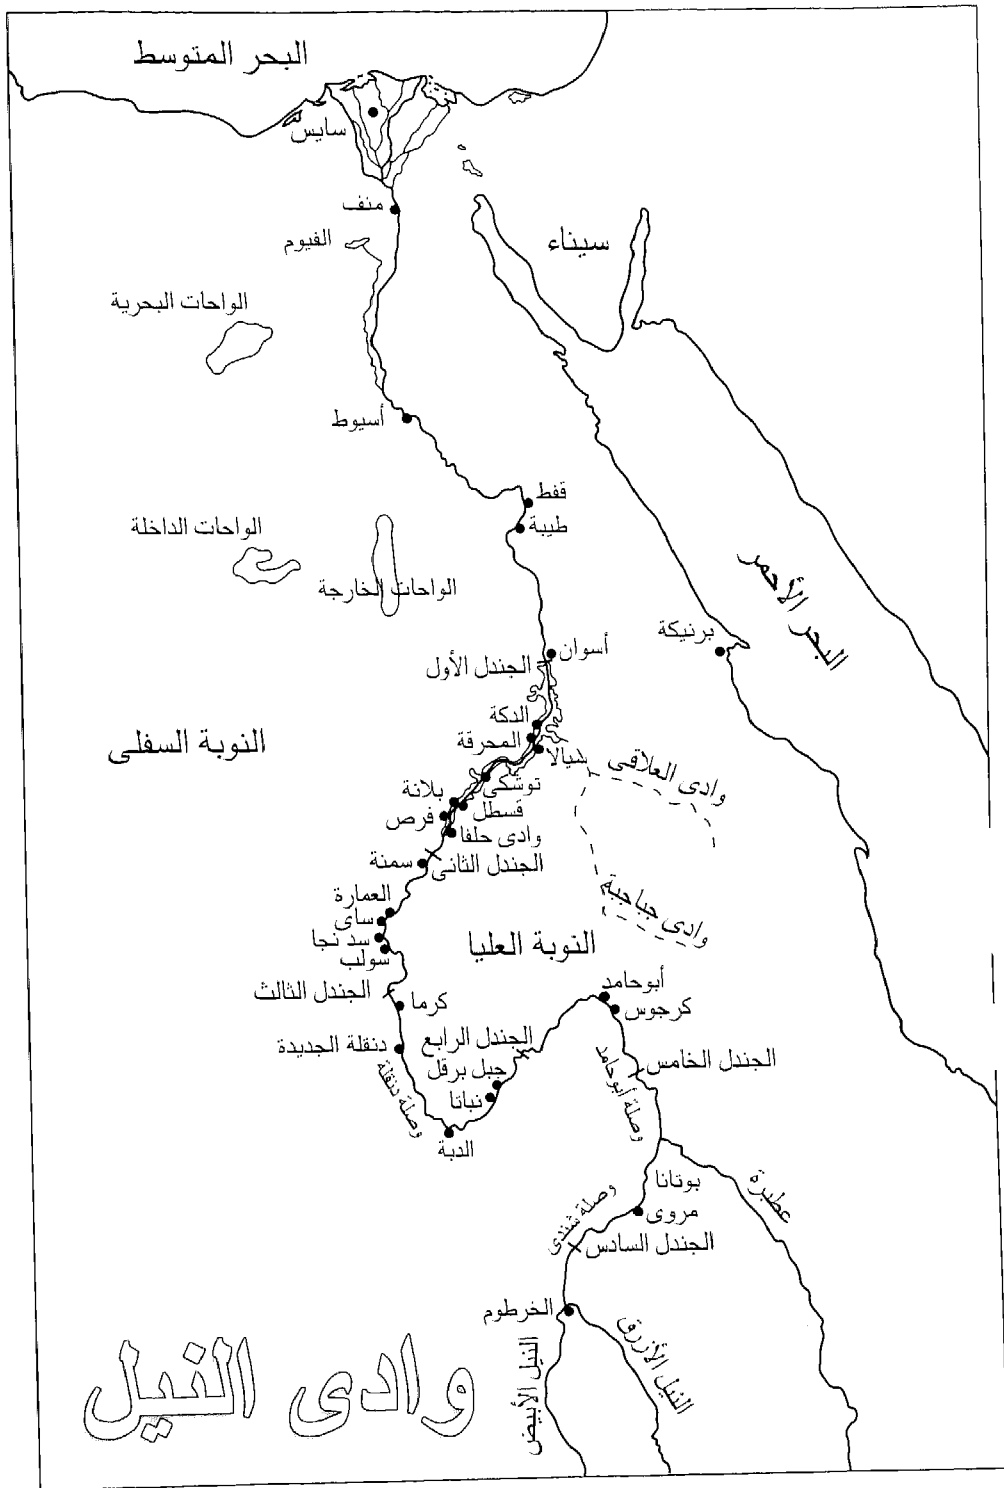 البحر المتوسط
سايس
منف
سيناء
الفيوم
الواحات البحرية
أسيوط
قفط
طيبة
الواحات الداخلة
الواحات الخارجة
البحر الأحمر
برنيكة
أسوان
الجندل الأول
الدكة
المحرقة
النوبة السفلى
شيالا
وادى العلاقى
توشكى
بلانة
قسطل
فرص
وادى حلفا
الجندل الثانى
سمنة
العمارة
ساى
وادى جباجبة
سد نجا
النوبة العليا
سولب
أبوحامد
الجندل الثالث
كرما
كرجوس
دنقلة الجديدة
الجندل الرابع
الجندل الخامس
جبل برقل
وصلة دنقلة
وصلة أبوحامد
نباتا
الدبة
بوتانا
عطبرة
مروى
وصلة شندى
الجندل السادس
الخرطوم
النيل الأزرق
النيل الأبيض
وادى النيل